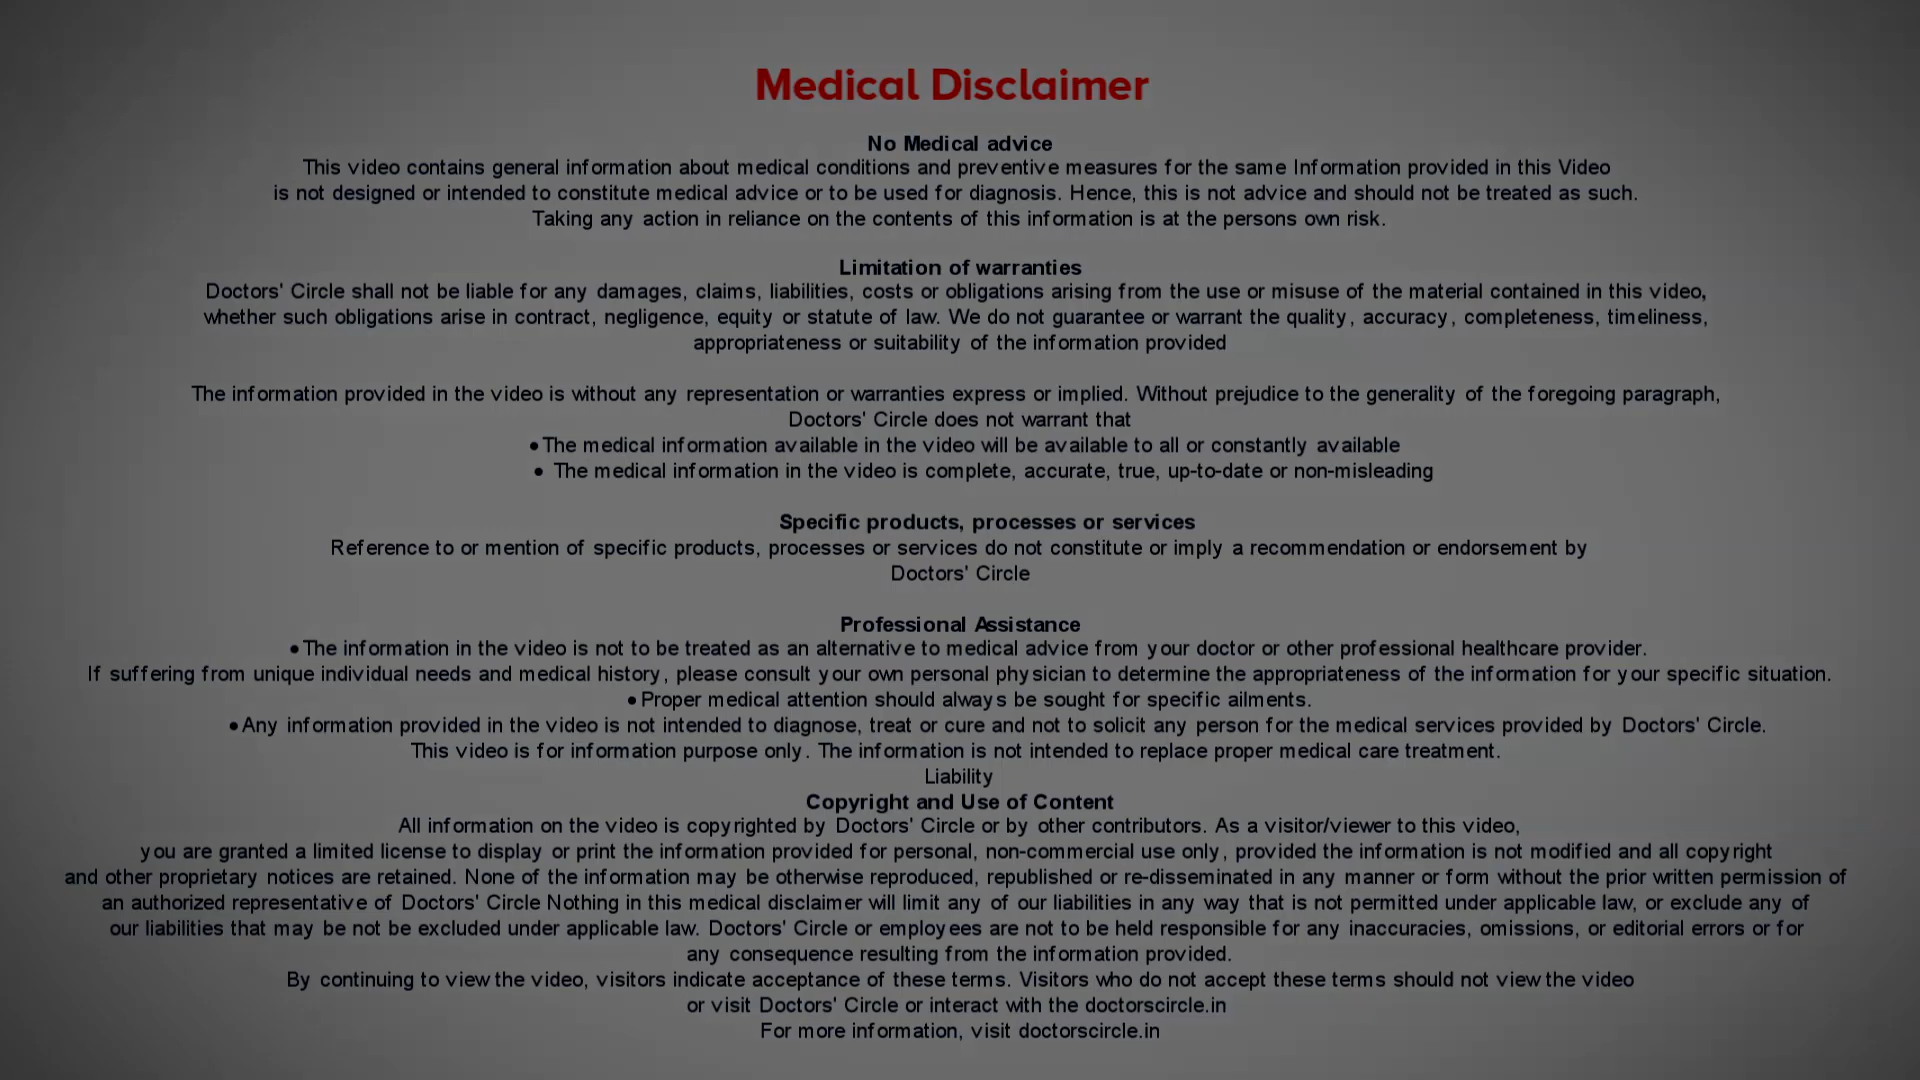 Medical Disclaimer
No Medical advice
This video contains general information about medical conditions and preventive measures for the same Information provided in this Video
is not designed or intended to constitute medical advice or to be used for diagnosis. Hence, this is not advice and should not be treated as such.
Taking any action in reliance on the contents of this information is at the persons own risk.
Limitation of warranties
Doctors' Circle shall not be liable for any damages, claims, liabilities, costs or obligations arising from the use or misuse of the material contained in this video,
whether such obligations arise in contract, negligence, equity or statute of law. We do not guarantee or warrant the quality, accuracy, completeness, timeliness,
appropriateness or suitability of the information provided
The information provided in the video is without any representation or warranties express or implied. Without prejudice to the generality of the foregoing paragraph,
Doctors' Circle does not warrant that
•The medical information available in the video will be available to all or constantly available
• The medical information in the video is complete, accurate, true, up-to-date or non-misleading
Specific products, processes or services
Reference to or mention of specific products, processes or services do not constitute or imply a recommendation or endorsement by
Doctors' Circle
Professional Assistance
•The information in the video is not to be treated as an alternative to medical advice from your doctor or other professional healthcare provider.
If suffering from unique individual needs and medical history, please consult your own personal physician to determine the appropriateness of the information for your specific situation.
•Proper medical attention should always be sought for specific ailments.
•Any information provided in the video is not intended to diagnose, treat or cure and not to solicit any person for the medical services provided by Doctors' Circle.
This video is for information purpose only. The information is not intended to replace proper medical care treatment.
Liability
Copyright and Use of Content
All information on the video is copyrighted by Doctors' Circle or by other contributors. As a visitor/viewer to this video,
you are granted a limited license to display or print the information provided for personal, non-commercial use only, provided the information is not modified and all copyright
and other proprietary notices are retained. None of the information may be otherwise reproduced, republished or re-disseminated in any manner or form without the prior written permission of
an authorized representative of Doctors' Circle Nothing in this medical disclaimer will limit any of our liabilities in any way that is not permitted under applicable law, or exclude any of
our liabilities that may be not be excluded under applicable law. Doctors' Circle or employees are not to be held responsible for any inaccuracies, omissions, or editorial errors or for
any consequence resulting from the information provided.
By continuing to view the video, visitors indicate acceptance of these terms. Visitors who do not accept these terms should not view the video
or visit Doctors' Circle or interact with the doctorscircle.in
For more information, visit doctorscircle.in